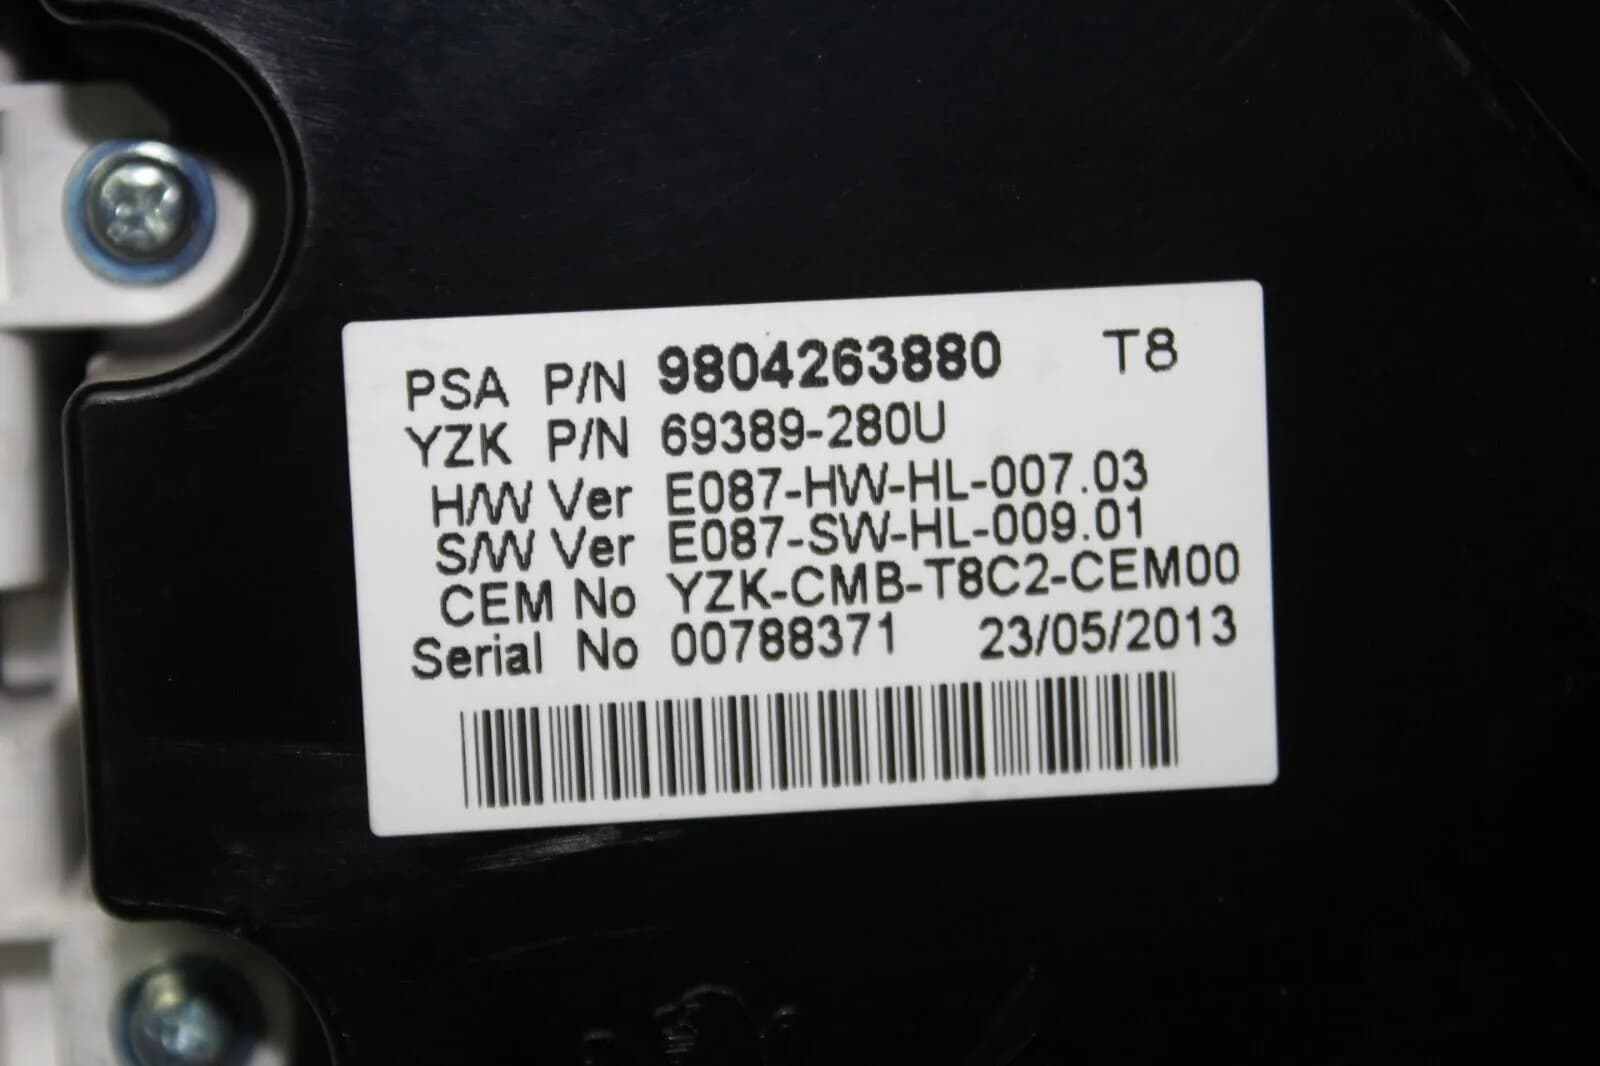 PSA P/N 9804263880 T8
YZK P/N 69389-280U
H/W Ver E087-HW-HL-007.03
S/W Ver E087-SW-HL-009.01
CEM No YZK-CMB-T8C2-CEM00
Serial No 00788371 23/05/2013